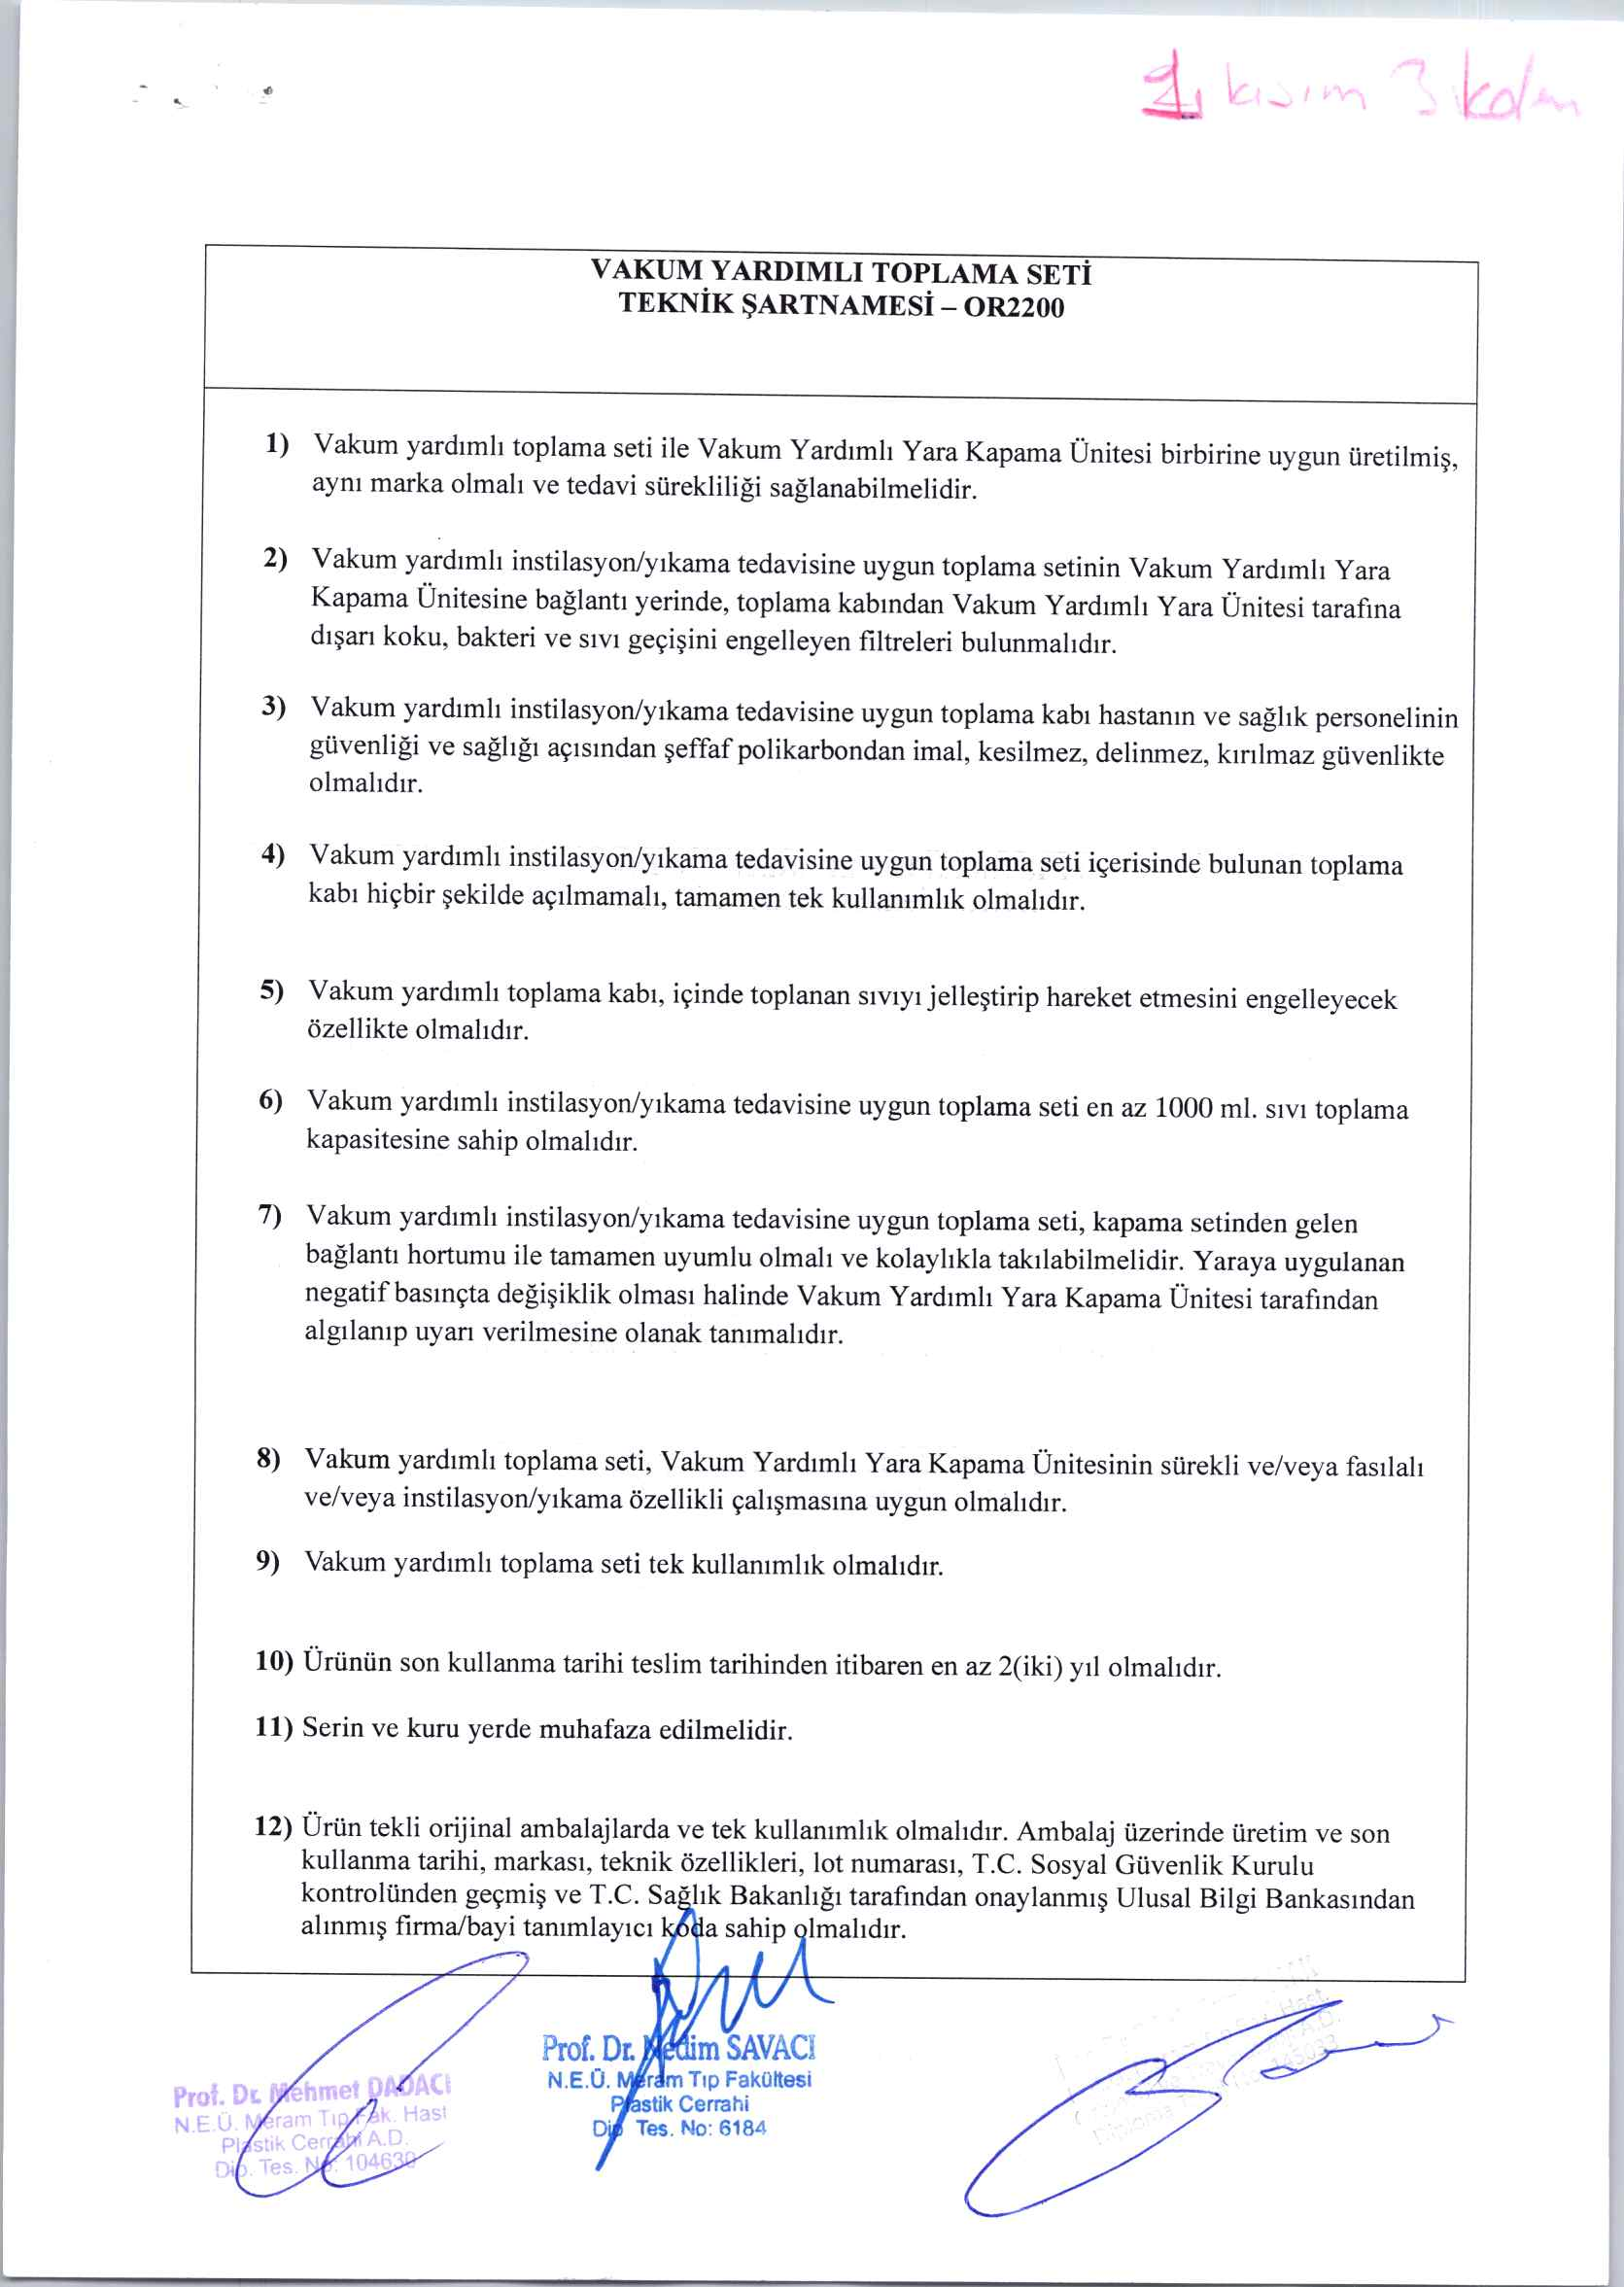 1. kısım 3 kalem
VAKUM YARDIMLI TOPLAMA SETİ
TEKNİK ŞARTNAMESİ – OR2200
1) Vakum yardımlı toplama seti ile Vakum Yardımlı Yara Kapama Ünitesi birbirine uygun üretilmiş,
aynı marka olmalı ve tedavi sürekliliği sağlanabilmelidir.
2) Vakum yardımlı instilasyon/yıkama tedavisine uygun toplama setinin Vakum Yardımlı Yara
Kapama Ünitesine bağlantı yerinde, toplama kabından Vakum Yardımlı Yara Ünitesi tarafına
dışarı koku, bakteri ve sıvı geçişini engelleyen filtreleri bulunmalıdır.
3) Vakum yardımlı instilasyon/yıkama tedavisine uygun toplama kabı hastanın ve sağlık personelinin
güvenliği ve sağlığı açısından şeffaf polikarbondan imal, kesilmez, delinmez, kırılmaz güvenlikte
olmalıdır.
4) Vakum yardımlı instilasyon/yıkama tedavisine uygun toplama seti içerisinde bulunan toplama
kabı hiçbir şekilde açılmamalı, tamamen tek kullanımlık olmalıdır.
5) Vakum yardımlı toplama kabı, içinde toplanan sıvıyı jelleştirip hareket etmesini engelleyecek
özellikte olmalıdır.
6) Vakum yardımlı instilasyon/yıkama tedavisine uygun toplama seti en az 1000 ml. sıvı toplama
kapasitesine sahip olmalıdır.
7) Vakum yardımlı instilasyon/yıkama tedavisine uygun toplama seti, kapama setinden gelen
bağlantı hortumu ile tamamen uyumlu olmalı ve kolaylıkla takılabilmelidir. Yaraya uygulanan
negatif basınçta değişiklik olması halinde Vakum Yardımlı Yara Kapama Ünitesi tarafından
algılanıp uyarı verilmesine olanak tanımalıdır.
8) Vakum yardımlı toplama seti, Vakum Yardımlı Yara Kapama Ünitesinin sürekli ve/veya fasılalı
ve/veya instilasyon/yıkama özellikli çalışmasına uygun olmalıdır.
9) Vakum yardımlı toplama seti tek kullanımlık olmalıdır.
10) Ürünün son kullanma tarihi teslim tarihinden itibaren en az 2(iki) yıl olmalıdır.
11) Serin ve kuru yerde muhafaza edilmelidir.
12) Ürün tekli orijinal ambalajlarda ve tek kullanımlık olmalıdır. Ambalaj üzerinde üretim ve son
kullanma tarihi, markası, teknik özellikleri, lot numarası, T.C. Sosyal Güvenlik Kurulu
kontrolünden geçmiş ve T.C. Sağlık Bakanlığı tarafından onaylanmış Ulusal Bilgi Bankasından
alınmış firma/bayi tanımlayıcı koda sahip olmalıdır.
Prof. Dr. Mehmet DADACI
N.E.Ü. Meram Tıp Fak. Hast
Plastik Cerrahi A.D.
Dip. Tes. No: 104630
Prof. Dr. Nedim SAVACI
N.E.Ü. Meram Tıp Fakültesi
Plastik Cerrahi
Dip Tes. No: 6184